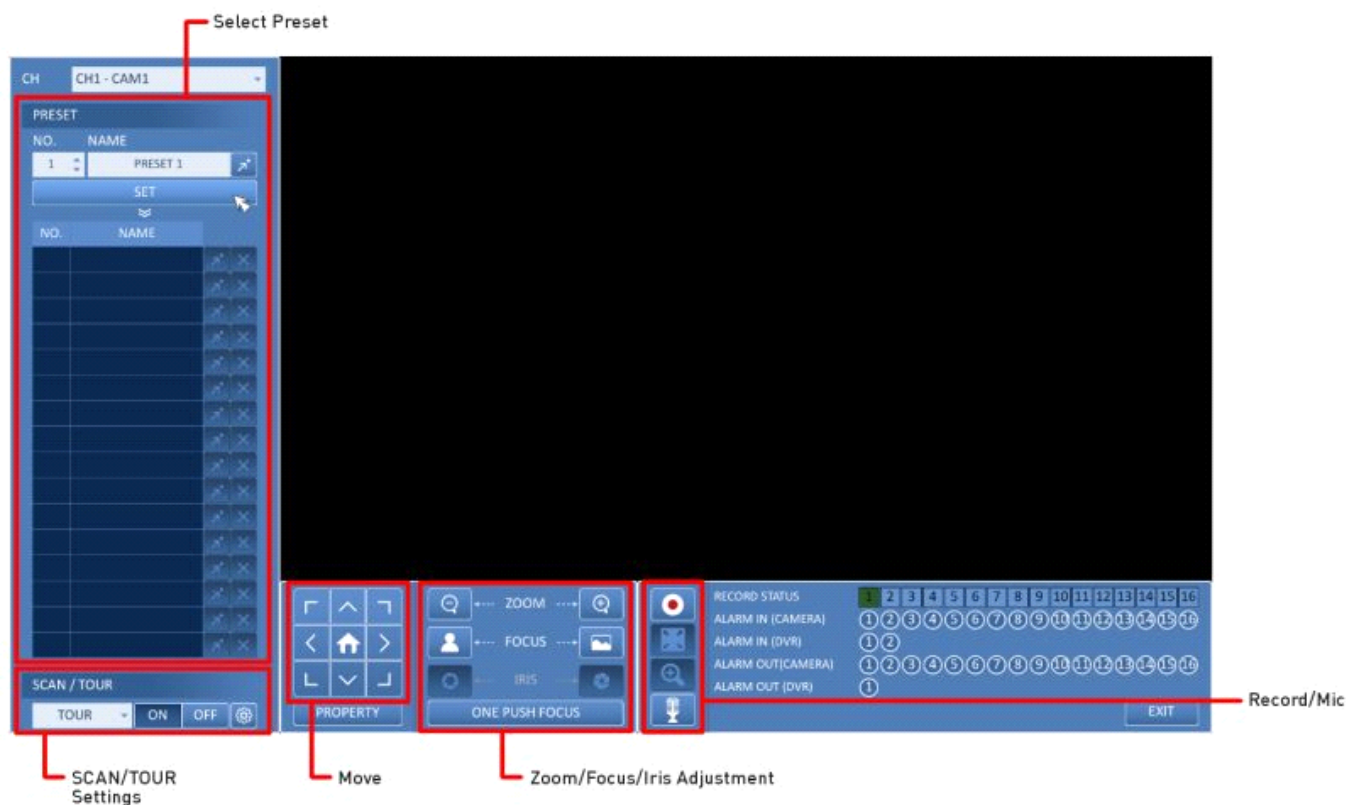 Select Preset
CH CH1 - CAM1
PRESET
NO. NAME
1 PRESET 1
SET
NO. NAME
SCAN / TOUR
TOUR ON OFF
PROPERTY
ZOOM
FOCUS
IRIS
ONE PUSH FOCUS
RECORD STATUS 1 2 3 4 5 6 7 8 9 10 11 12 13 14 15 16
ALARM IN (CAMERA) 1 2 3 4 5 6 7 8 9 10 11 12 13 14 15 16
ALARM IN (DVR) 1 2
ALARM OUT(CAMERA) 1 2 3 4 5 6 7 8 9 10 11 12 13 14 15 16
ALARM OUT (DVR) 1
EXIT
Record/Mic
SCAN/TOUR
Settings
Move
Zoom/Focus/Iris Adjustment